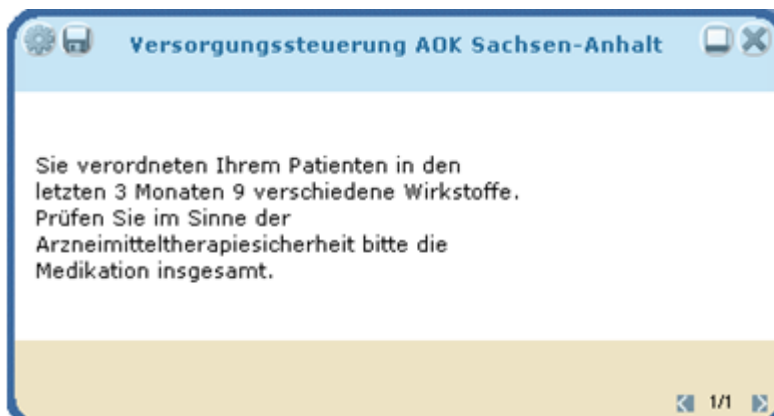 Versorgungssteuerung AOK Sachsen-Anhalt
Sie verordneten Ihrem Patienten in den
letzten 3 Monaten 9 verschiedene Wirkstoffe.
Prüfen Sie im Sinne der
Arzneimitteltherapiesicherheit bitte die
Medikation insgesamt.
1/1